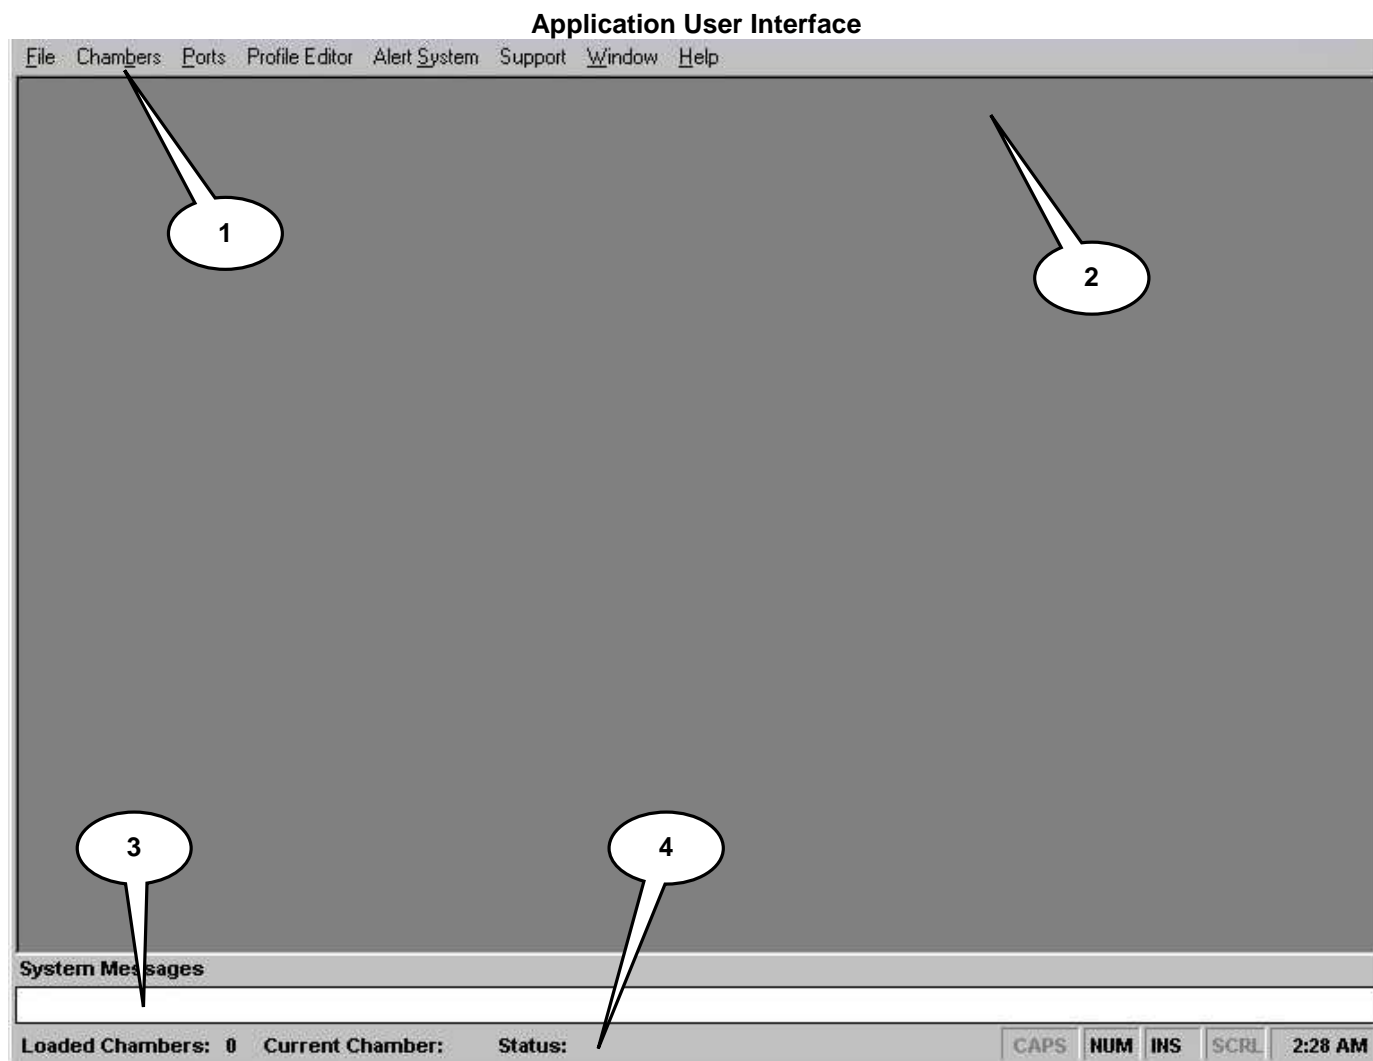 Application User Interface
File Chambers Ports Profile Editor Alert System Support Window Help
1
2
3
4
System Messages
Loaded Chambers: 0 Current Chamber: Status: CAPS NUM INS SCRL 2:28 AM